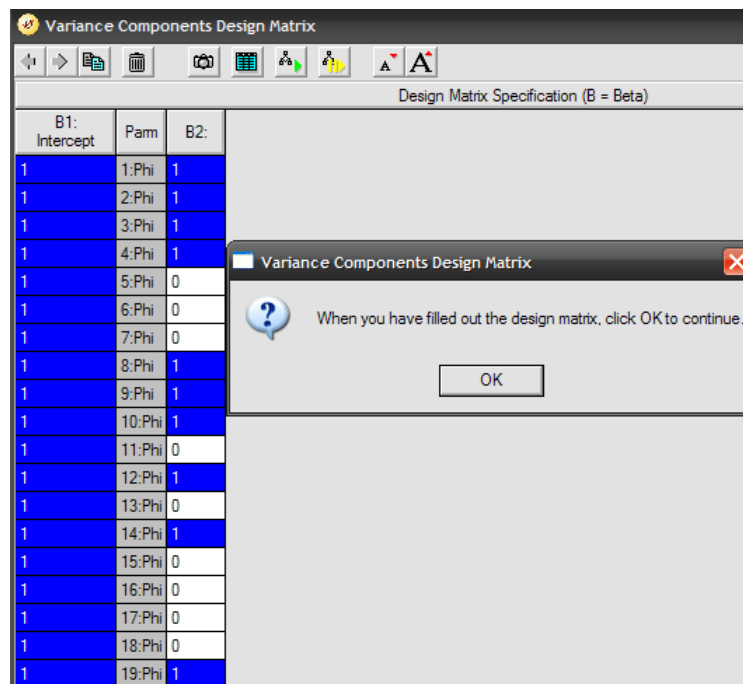 Variance Components Design Matrix
A A
Design Matrix Specification (B = Beta)
B1: Intercept Parm B2:
1 1:Phi 1
1 2:Phi 1
1 3:Phi 1
1 4:Phi 1
1 5:Phi 0
1 6:Phi 0
1 7:Phi 0
1 8:Phi 1
1 9:Phi 1
1 10:Phi 1
1 11:Phi 0
1 12:Phi 1
1 13:Phi 0
1 14:Phi 1
1 15:Phi 0
1 16:Phi 0
1 17:Phi 0
1 18:Phi 0
1 19:Phi 1
Variance Components Design Matrix
When you have filled out the design matrix, click OK to continue.
OK